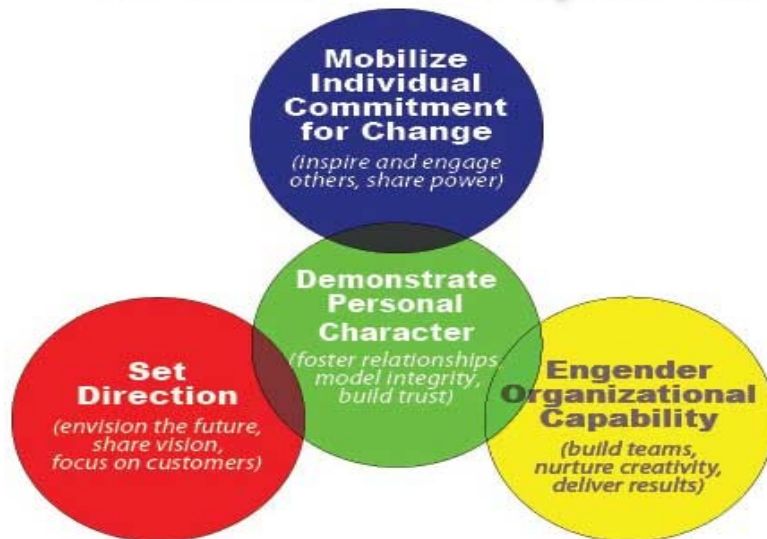 Mobilize
Individual
Commitment
for Change
(inspire and engage
others, share power)
Demonstrate
Personal
Character
(foster relationships,
model integrity,
build trust)
Set
Direction
(envision the future,
share vision,
focus on customers)
Engender
Organizational
Capability
(build teams,
nurture creativity,
deliver results)